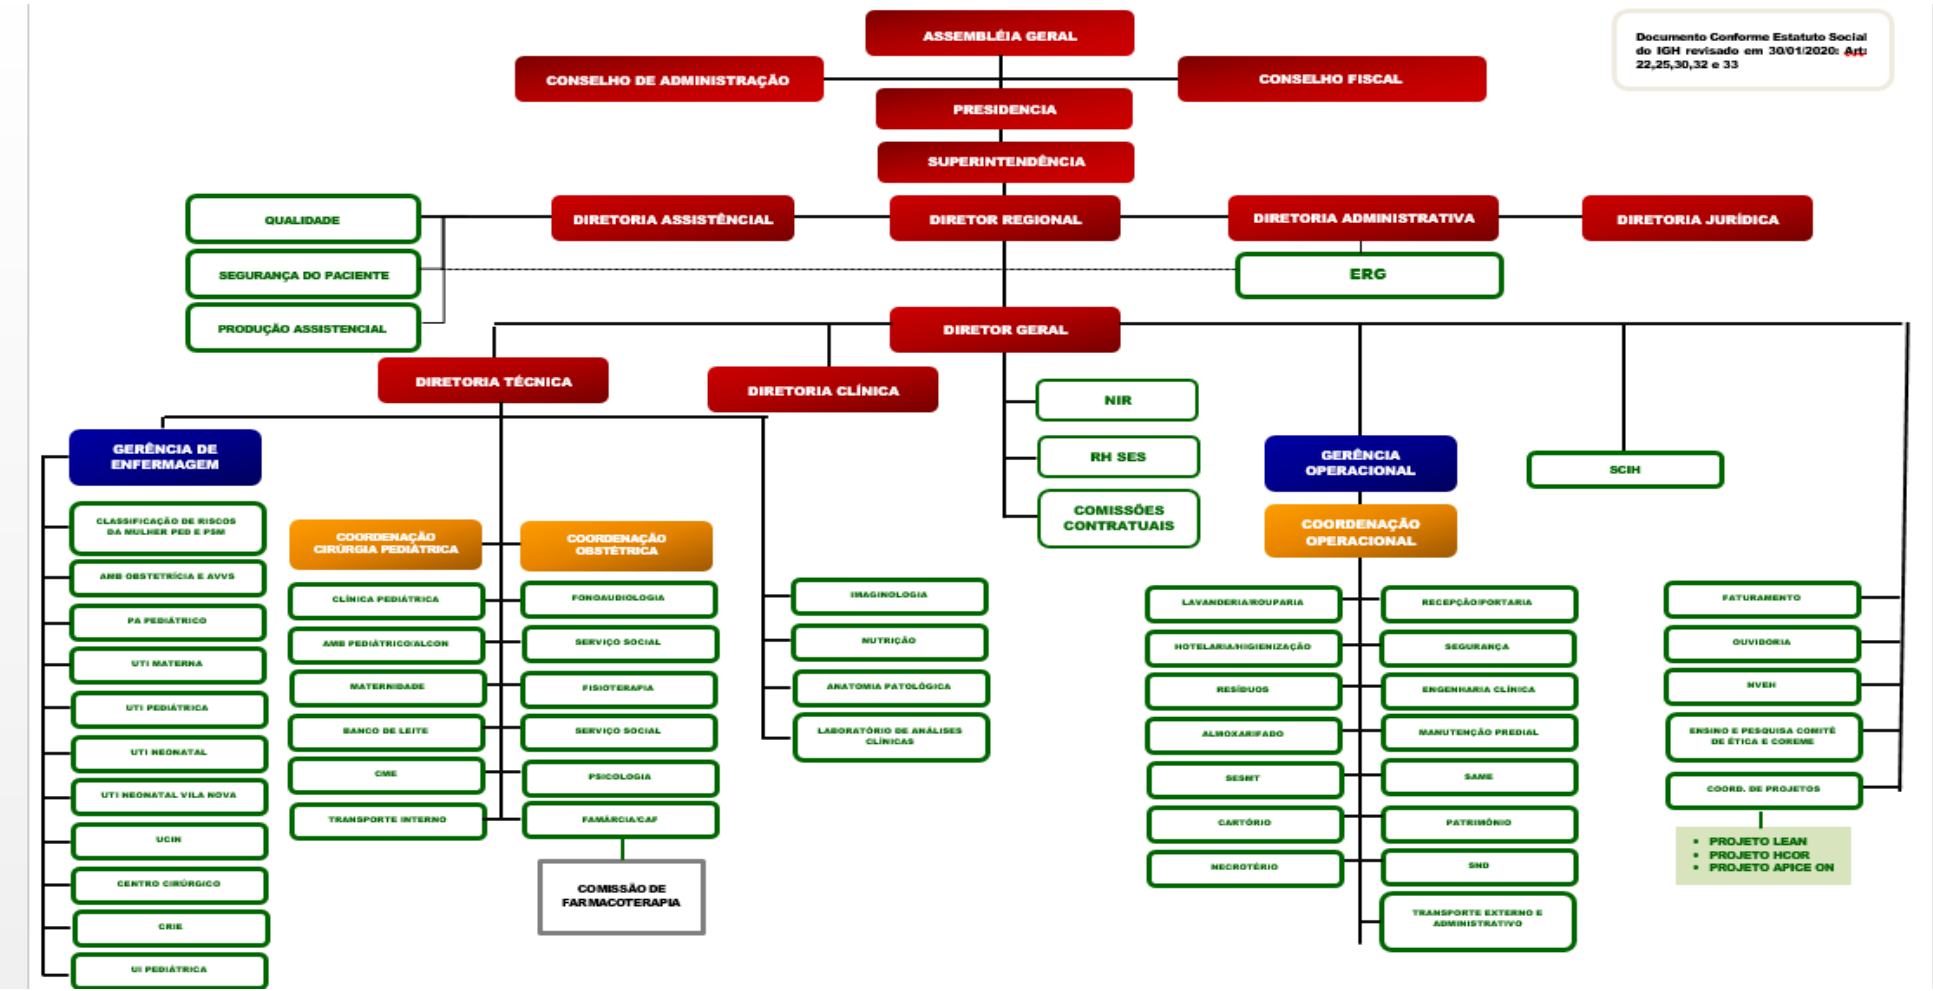 ASSEMBLÉIA GERAL
Documento Conforme Estatuto Social
do IGH revisado em 30/01/2020: Art:
22,25,30,32 e 33
CONSELHO DE ADMINISTRAÇÃO
CONSELHO FISCAL
PRESIDENCIA
SUPERINTENDÊNCIA
QUALIDADE
DIRETORIA ASSISTÊNCIAL
DIRETOR REGIONAL
DIRETORIA ADMINISTRATIVA
DIRETORIA JURÍDICA
SEGURANÇA DO PACIENTE
ERG
PRODUÇÃO ASSISTENCIAL
DIRETOR GERAL
DIRETORIA TÉCNICA
DIRETORIA CLÍNICA
NIR
RH SES
COMISSÕES
CONTRATUAIS
GERÊNCIA DE
ENFERMAGEM
CLASSIFICAÇÃO DE RISCOS
DA MULHER PED E PSM
AMB OBSTETRÍCIA E AVVS
PA PEDIÁTRICO
UTI MATERNA
UTI PEDIÁTRICA
UTI NEONATAL
UTI NEONATAL VILA NOVA
UCIN
CENTRO CIRÚRGICO
CRIE
UI PEDIÁTRICA
COORDENAÇÃO
CIRÚRGIA PEDIÁTRICA
CLÍNICA PEDIÁTRICA
AMB PEDIÁTRICO/ALCON
MATERNIDADE
BANCO DE LEITE
CME
TRANSPORTE INTERNO
COORDENAÇÃO
OBSTÉTRICA
FONOAUDIOLOGIA
SERVIÇO SOCIAL
FISIOTERAPIA
SERVIÇO SOCIAL
PSICOLOGIA
FAMÁRCIA/CAF
COMISSÃO DE
FARMACOTERAPIA
IMAGINOLOGIA
NUTRIÇÃO
ANATOMIA PATOLÓGICA
LABORATÓRIO DE ANÁLISES
CLÍNICAS
GERÊNCIA
OPERACIONAL
COORDENAÇÃO
OPERACIONAL
LAVANDERIA/ROUPARIA
HOTELARIA/HIGIENIZAÇÃO
RESÍDUOS
ALMOXARIFADO
SESMT
CARTÓRIO
NECROTÉRIO
RECEPÇÃO/PORTARIA
SEGURANÇA
ENGENHARIA CLÍNICA
MANUTENÇÃO PREDIAL
SAME
PATRIMÔNIO
SND
TRANSPORTE EXTERNO E
ADMINISTRATIVO
SCIH
FATURAMENTO
OUVIDORIA
NVEH
ENSINO E PESQUISA COMITÊ
DE ÉTICA E COREME
COORD. DE PROJETOS
▪ PROJETO LEAN
▪ PROJETO HCOR
▪ PROJETO APICE ON